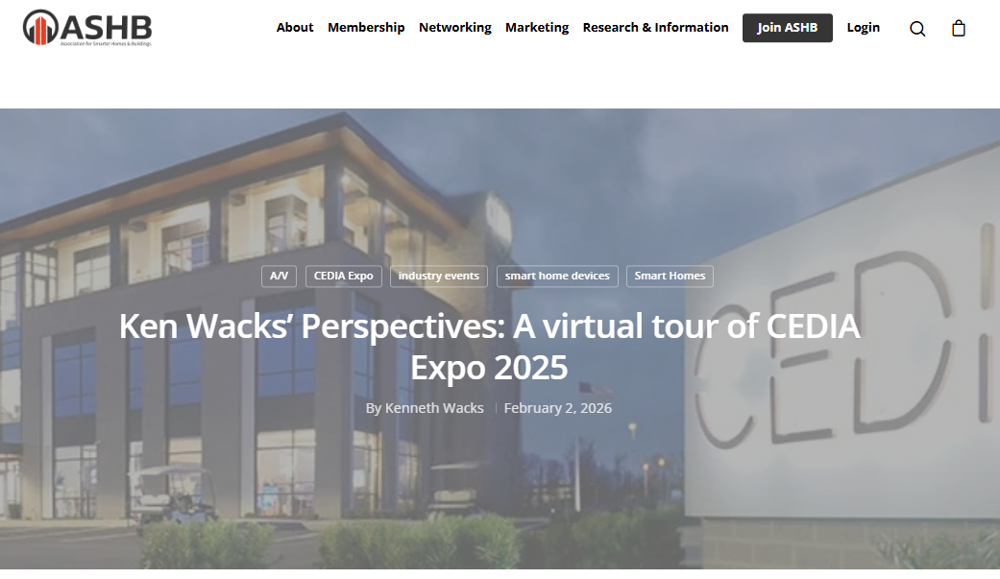 ASHB
Association for Smarter Homes & Buildings
About Membership Networking Marketing Research & Information Join ASHB Login
A/V CEDIA Expo industry events smart home devices Smart Homes
Ken Wacks’ Perspectives: A virtual tour of CEDIA
Expo 2025
By Kenneth Wacks February 2, 2026
CEDI